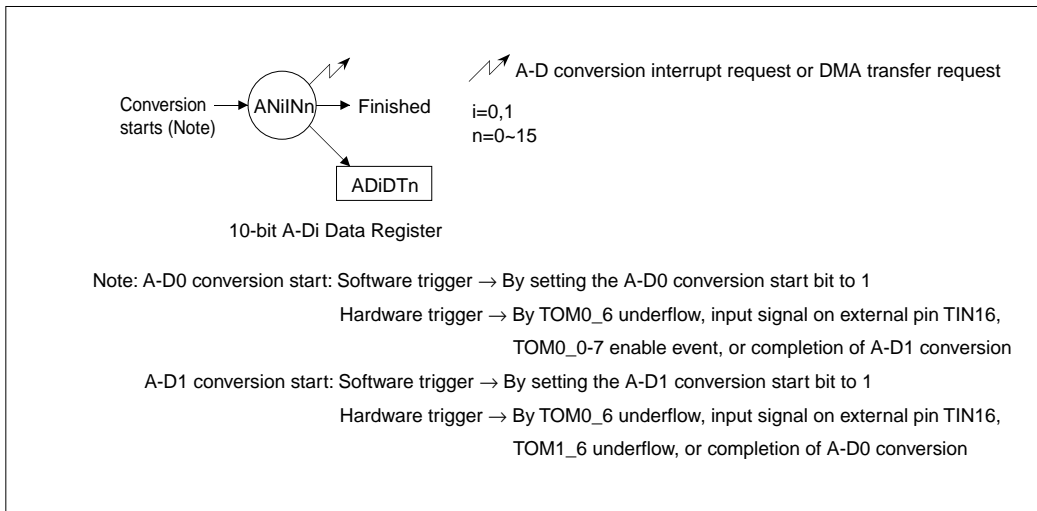 A-D conversion interrupt request or DMA transfer request
Conversion
starts (Note)
ANiINn
Finished
i=0,1
n=0~15
ADiDTn
10-bit A-Di Data Register
Note: A-D0 conversion start: Software trigger → By setting the A-D0 conversion start bit to 1
Hardware trigger → By TOM0_6 underflow, input signal on external pin TIN16,
TOM0_0-7 enable event, or completion of A-D1 conversion
A-D1 conversion start: Software trigger → By setting the A-D1 conversion start bit to 1
Hardware trigger → By TOM0_6 underflow, input signal on external pin TIN16,
TOM1_6 underflow, or completion of A-D0 conversion